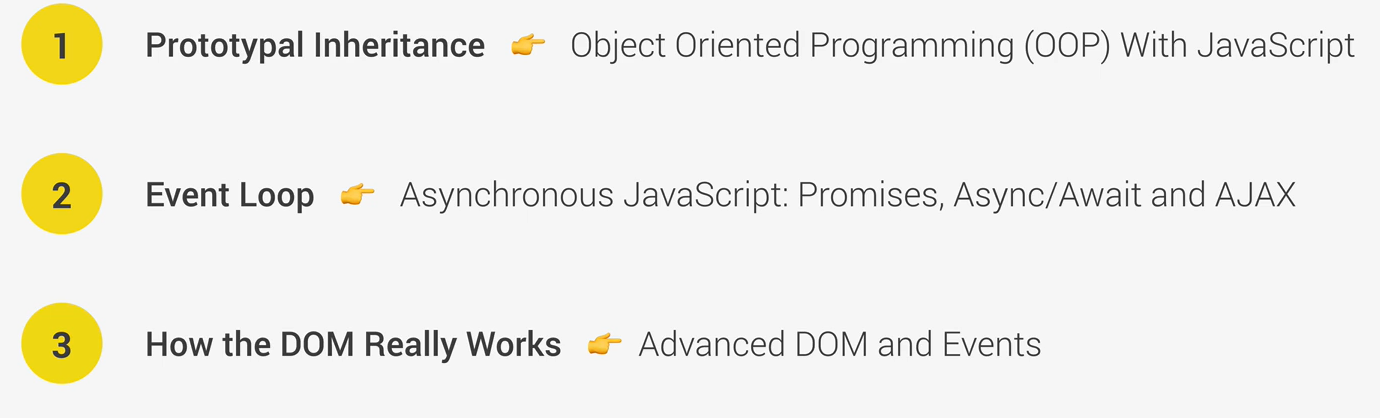 1 Prototypal Inheritance 👉 Object Oriented Programming (OOP) With JavaScript
2 Event Loop 👉 Asynchronous JavaScript: Promises, Async/Await and AJAX
3 How the DOM Really Works 👉 Advanced DOM and Events